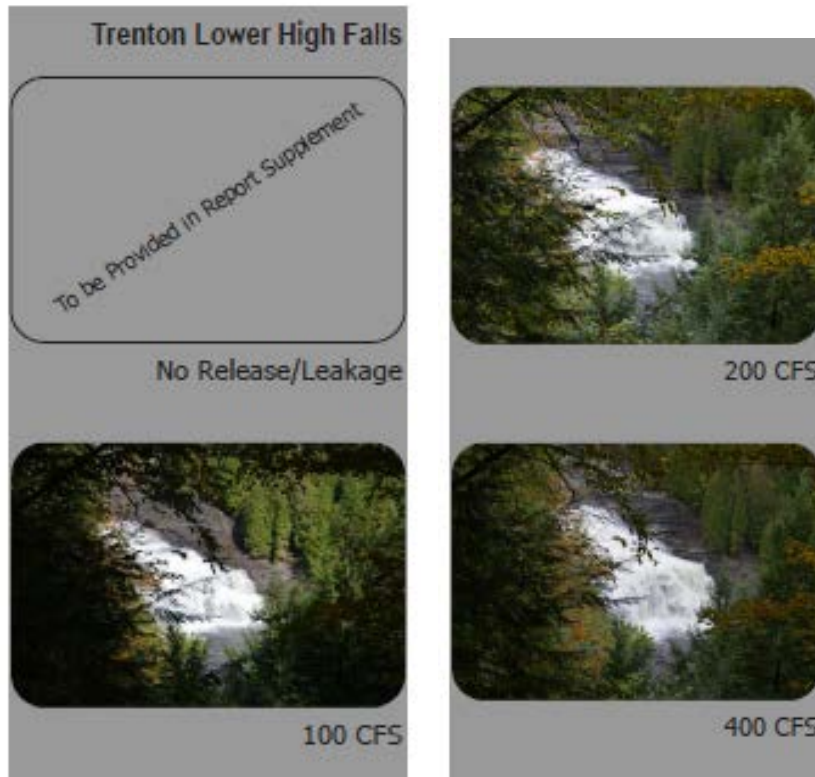 Trenton Lower High Falls
To be Provided in Report Supplement
No Release/Leakage
100 CFS
200 CFS
400 CFS